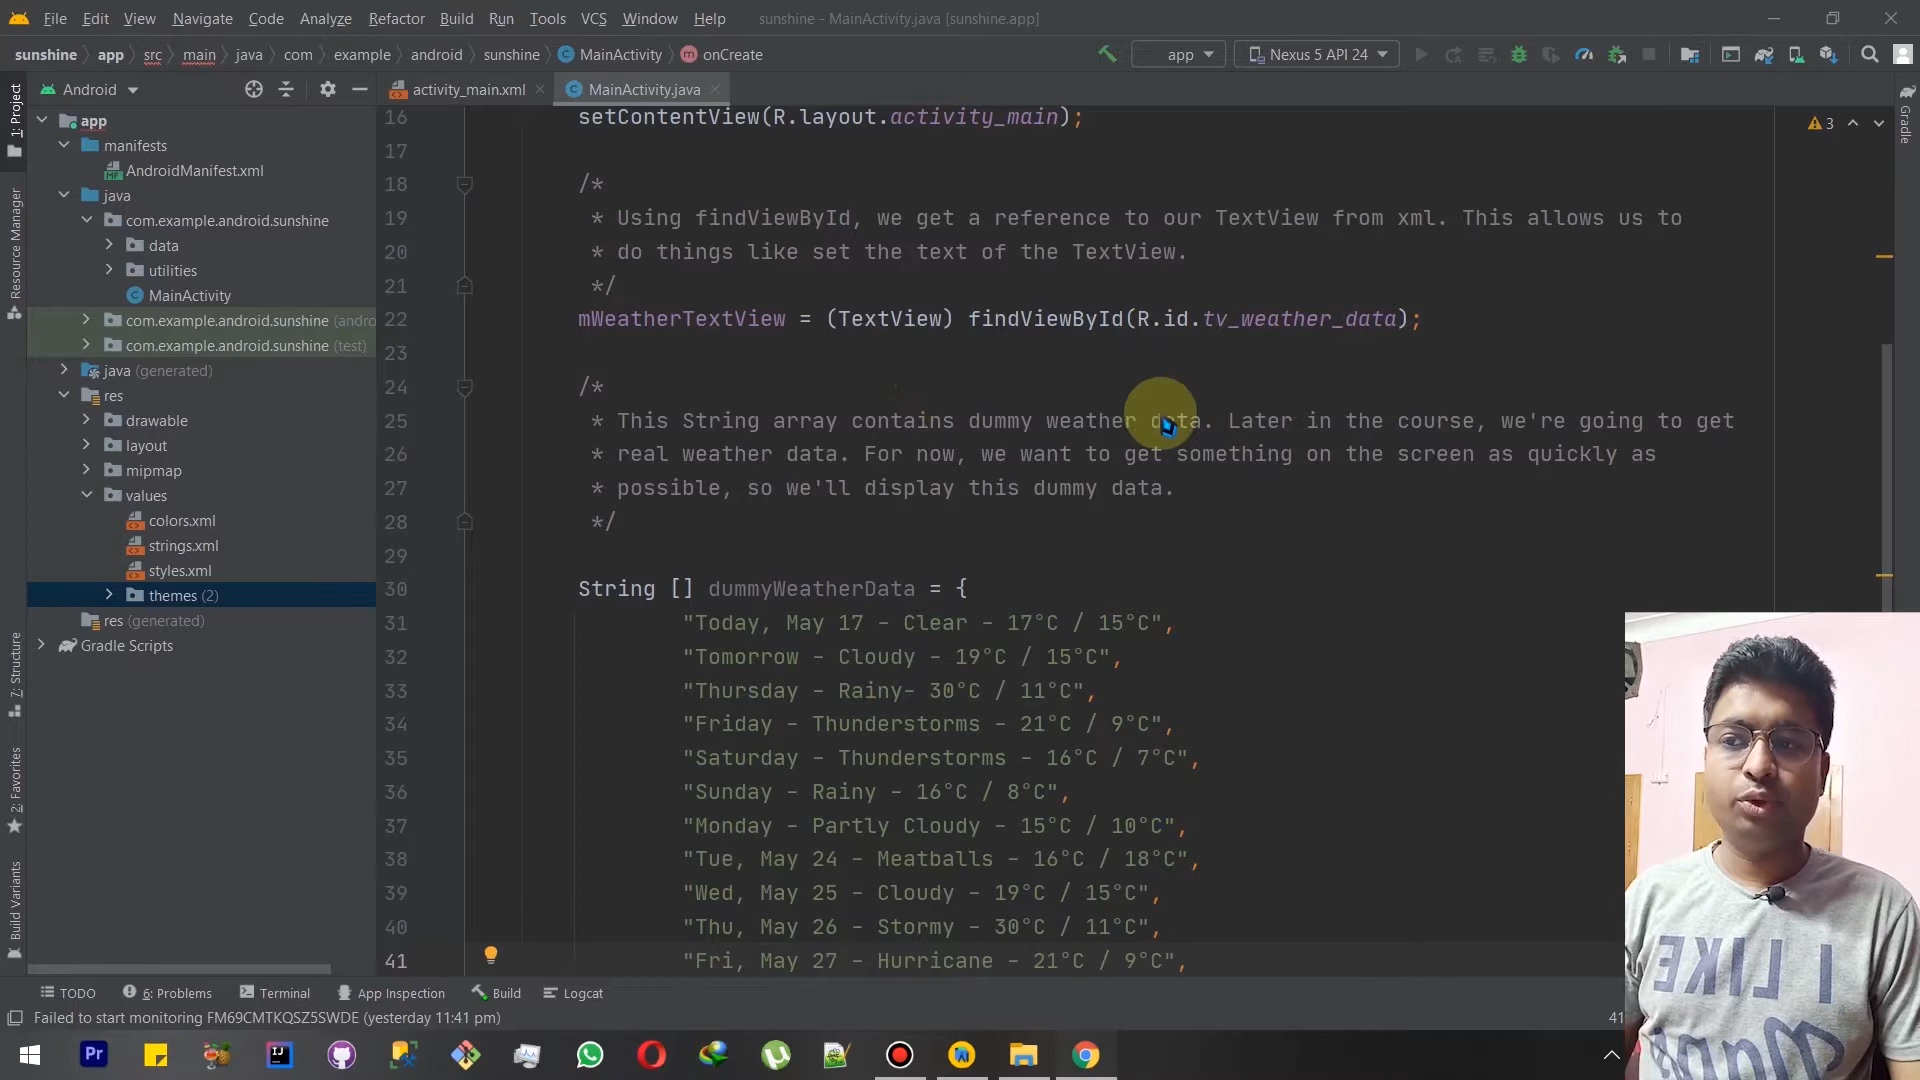 File Edit View Navigate Code Analyze Refactor Build Run Tools VCS Window Help sunshine - MainActivity.java [sunshine.app]
sunshine app src main java com example android sunshine MainActivity onCreate app Nexus 5 API 24
Android
activity_main.xml MainActivity.java
1: Project
Resource Manager
7: Structure
2: Favorites
Build Variants
Gradle
app
manifests
AndroidManifest.xml
java
com.example.android.sunshine
data
utilities
MainActivity
com.example.android.sunshine (andro
com.example.android.sunshine (test)
java (generated)
res
drawable
layout
mipmap
values
colors.xml
strings.xml
styles.xml
themes (2)
res (generated)
Gradle Scripts
3
16 setContentView(R.layout.activity_main);
17
18 /*
19 * Using findViewById, we get a reference to our TextView from xml. This allows us to
20 * do things like set the text of the TextView.
21 */
22 mWeatherTextView = (TextView) findViewById(R.id.tv_weather_data);
23
24 /*
25 * This String array contains dummy weather data. Later in the course, we're going to get
26 * real weather data. For now, we want to get something on the screen as quickly as
27 * possible, so we'll display this dummy data.
28 */
29
30 String [] dummyWeatherData = {
31 "Today, May 17 - Clear - 17°C / 15°C",
32 "Tomorrow - Cloudy - 19°C / 15°C",
33 "Thursday - Rainy- 30°C / 11°C",
34 "Friday - Thunderstorms - 21°C / 9°C",
35 "Saturday - Thunderstorms - 16°C / 7°C",
36 "Sunday - Rainy - 16°C / 8°C",
37 "Monday - Partly Cloudy - 15°C / 10°C",
38 "Tue, May 24 - Meatballs - 16°C / 18°C",
39 "Wed, May 25 - Cloudy - 19°C / 15°C",
40 "Thu, May 26 - Stormy - 30°C / 11°C",
41 "Fri, May 27 - Hurricane - 21°C / 9°C",
TODO 6: Problems Terminal App Inspection Build Logcat
Failed to start monitoring FM69CMTKQSZ5SWDE (yesterday 11:41 pm) 41
Pr IJ
I LIKE